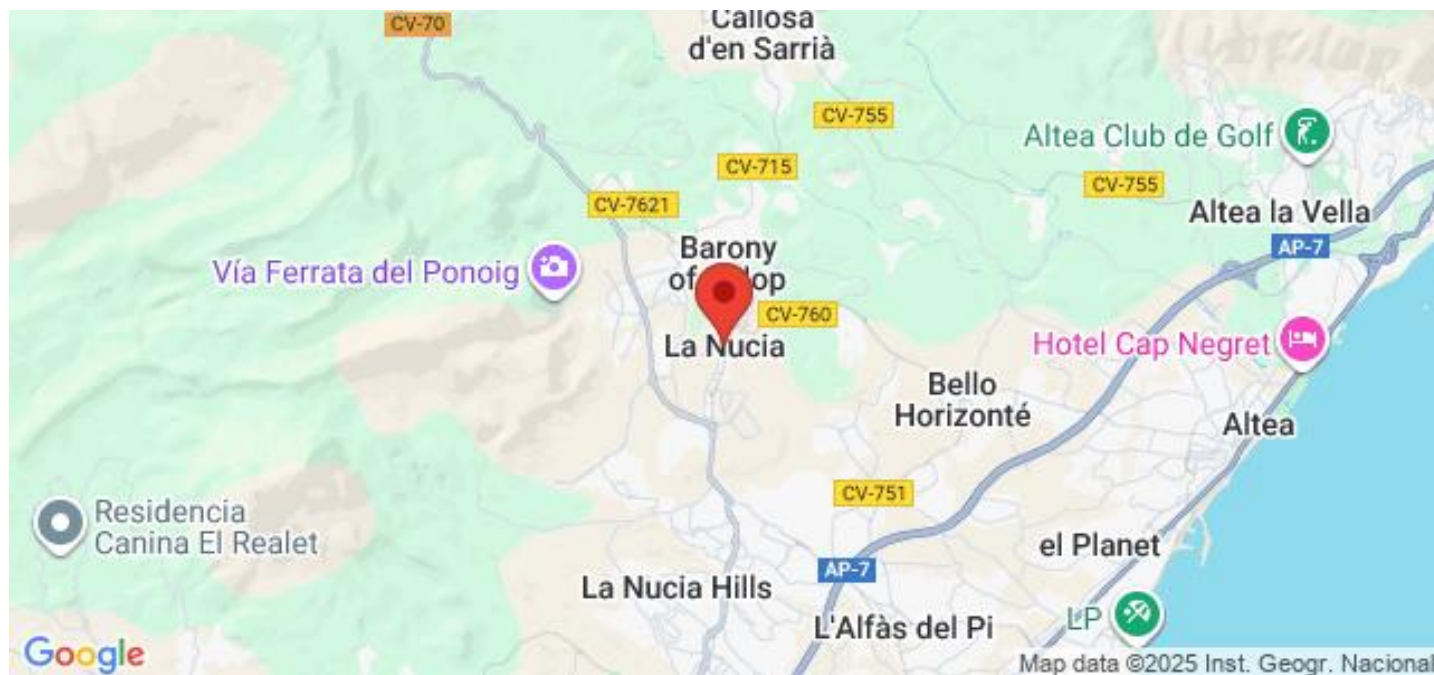 CV-70
Callosa
d'en Sarrià
CV-755
Altea Club de Golf
CV-715
CV-755
CV-7621
Altea la Vella
Barony
AP-7
Vía Ferrata del Ponoig
CV-760
La Nucia
Hotel Cap Negret
Bello
Horizonté
Altea
CV-751
Residencia
Canina El Realet
el Planet
AP-7
La Nucia Hills
L'Alfàs del Pi
LP
Google
Map data ©2025 Inst. Geogr. Nacional